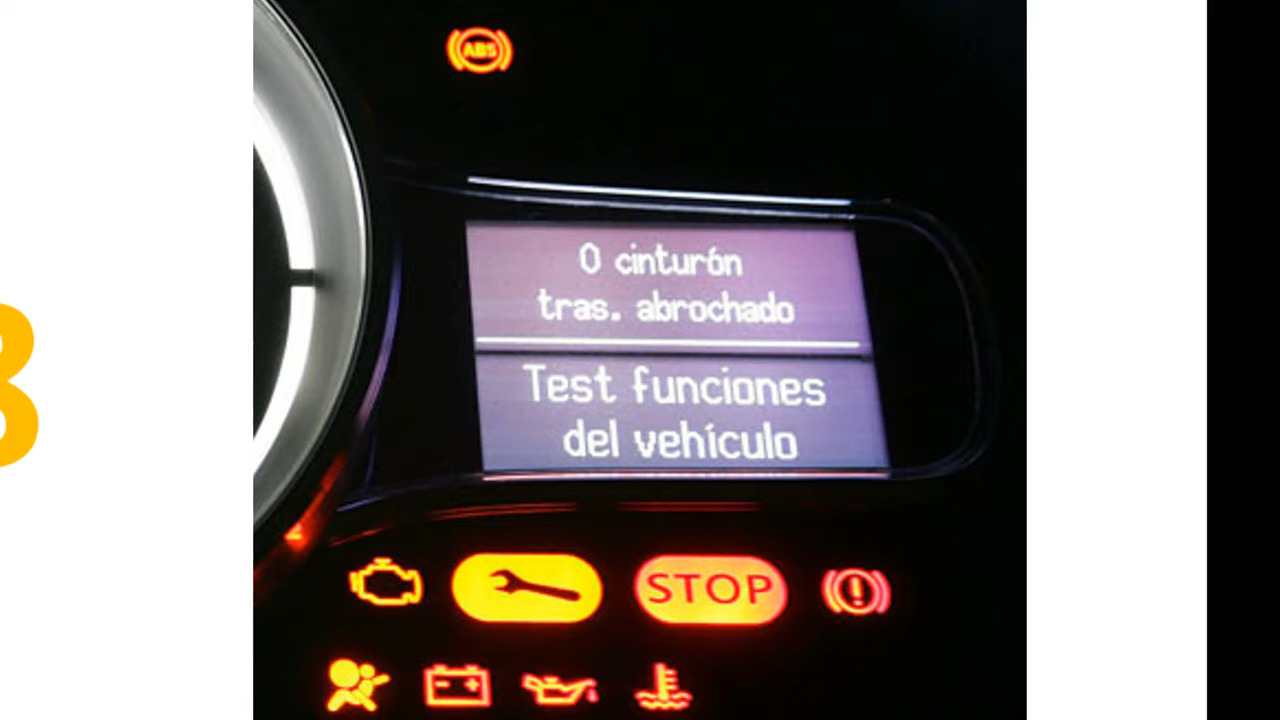 ABS
0 cinturón
tras. abrochado
Test funciones
del vehículo
STOP